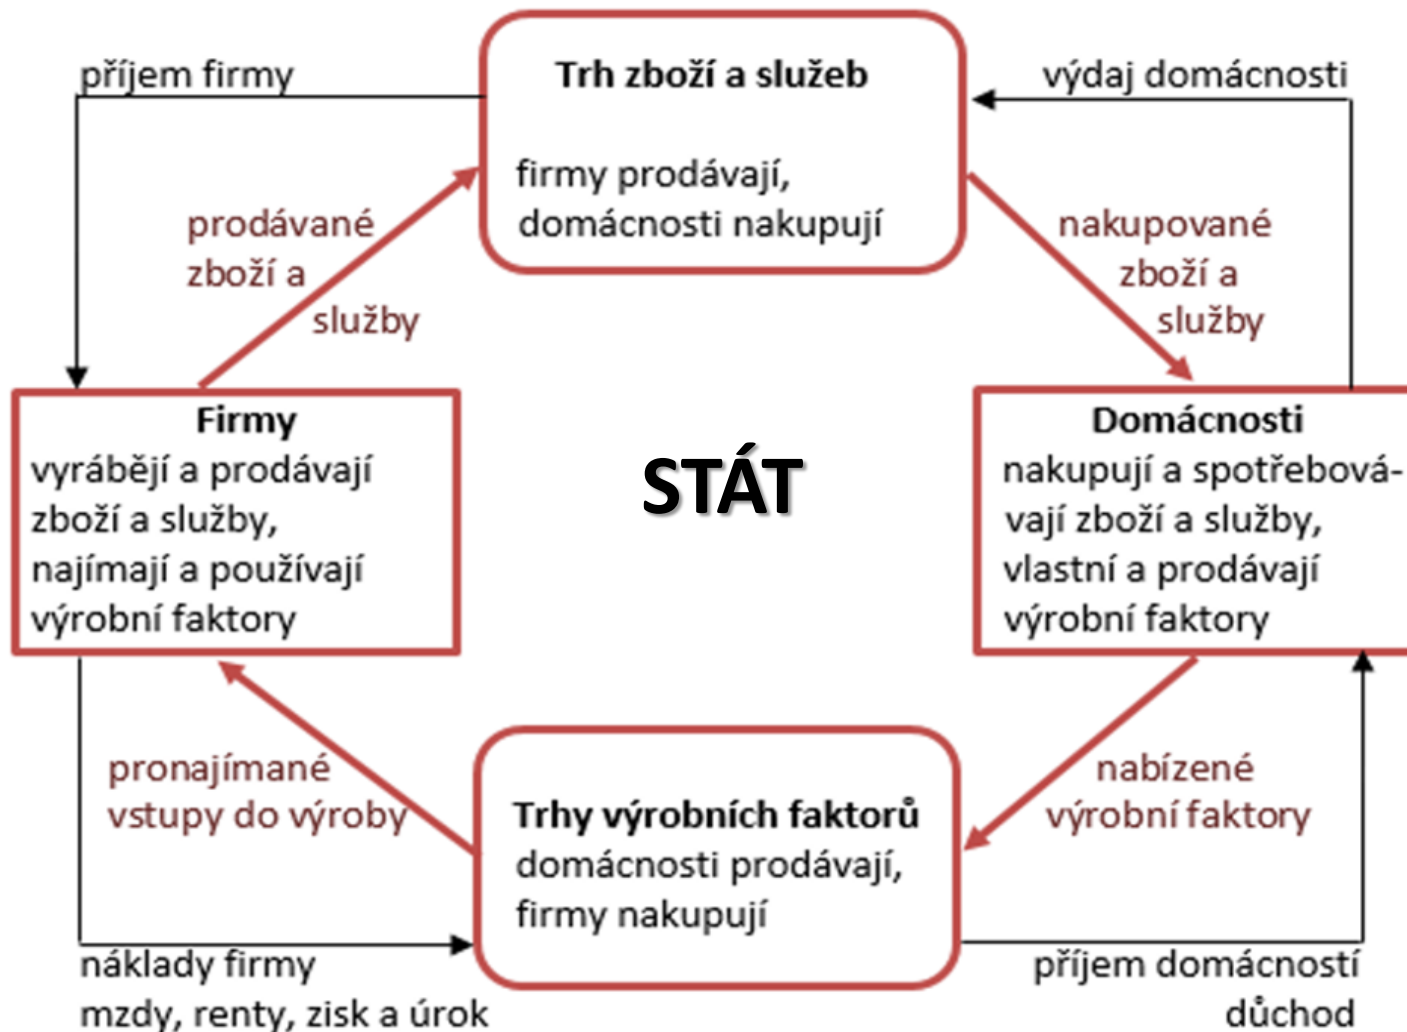 příjem firmy
Trh zboží a služeb
výdaj domácnosti
firmy prodávají,
domácnosti nakupují
prodávané
zboží a
služby
nakupované
zboží a
služby
Firmy
vyrábějí a prodávají
zboží a služby,
najímají a používají
výrobní faktory
STÁT
Domácnosti
nakupují a spotřebová-
vají zboží a služby,
vlastní a prodávají
výrobní faktory
pronajímané
vstupy do výroby
Trhy výrobních faktorů
domácnosti prodávají,
firmy nakupují
nabízené
výrobní faktory
náklady firmy
mzdy, renty, zisk a úrok
příjem domácností
důchod